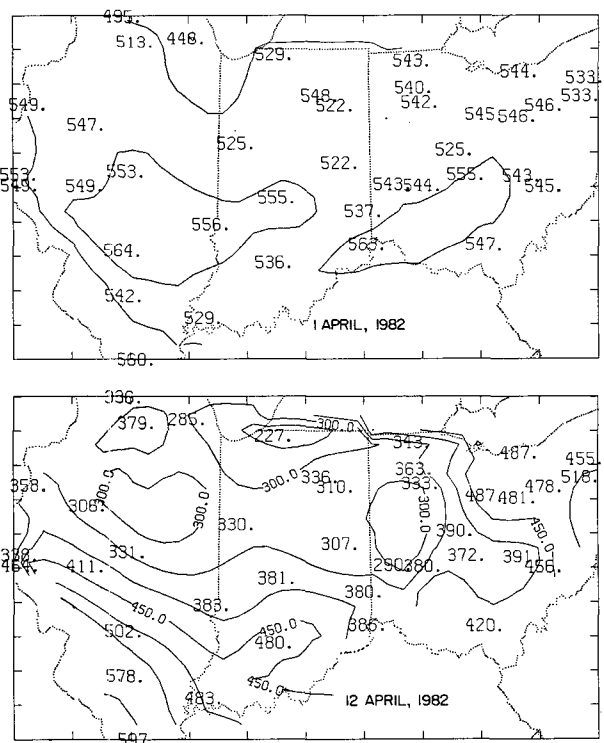 495.
513. 448.
529.
543.
544.
533.
549.
548. 540. 533.
522. 542. 546.
545. 546.
547.
525.
525.
522.
553. 553. 555. 543.
549. 549. 543. 544. 545.
555.
556. 537.
564. 563. 547.
536.
542.
529.
1 APRIL, 1982
560.
336.
379. 285.
300.0
227. 343.
487.
455.
300.0 336. 363. 518.
358. 300.0 310. 333. 478.
308. 300.0 300.0 487. 481.
330. 390. 450.0
307.
338. 331. 372. 391.
464. 411. 290. 380. 456.
381.
383. 380.
450.0
502. 450.0 386. 420.
480.
578.
450.0
483. 12 APRIL, 1982
597